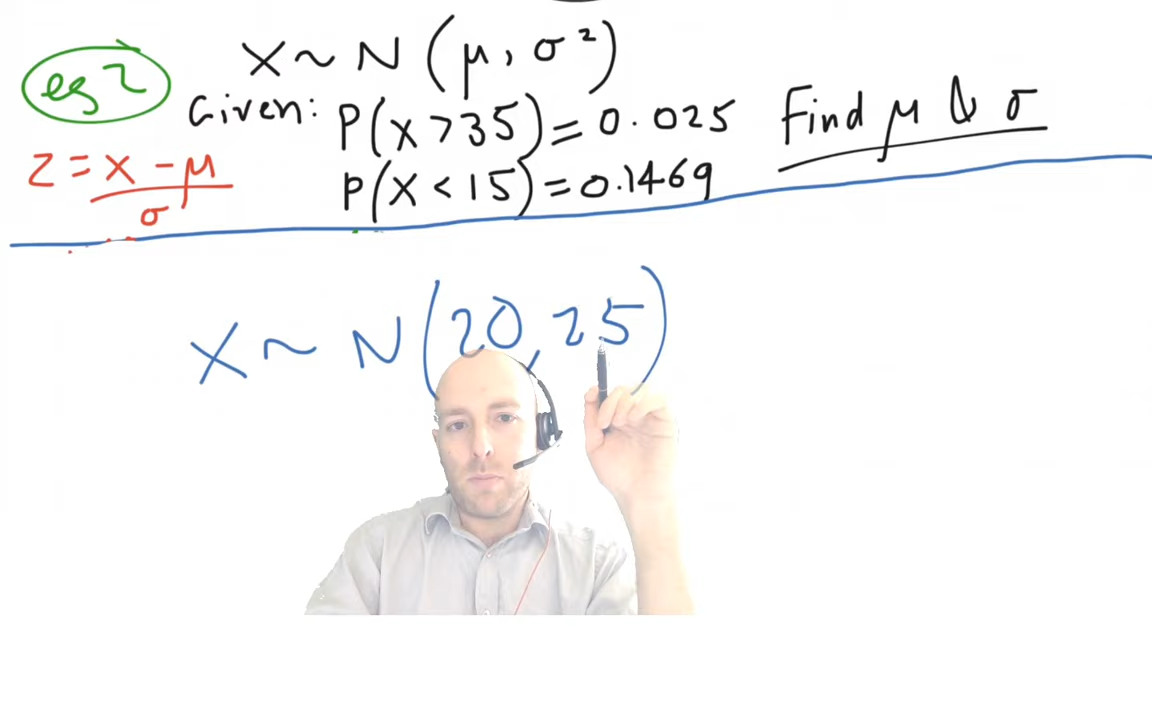 eg 2
X ~ N (μ, σ²)
Given: P(X > 35) = 0.025
Find μ & σ
z = x - μ
σ
P(X < 15) = 0.1469
X ~ N(20, 25)